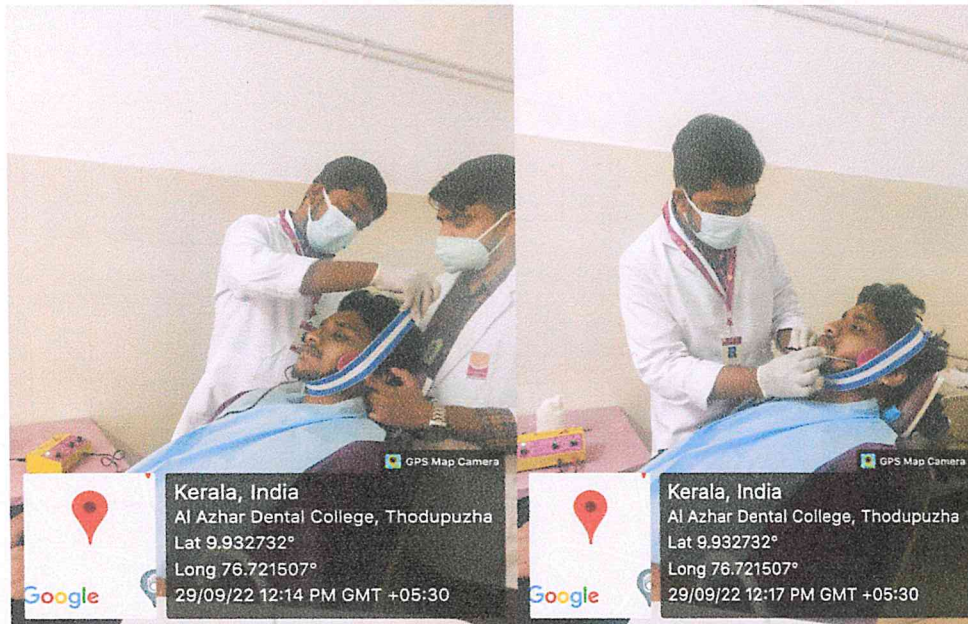 GPS Map Camera
Kerala, India
Al Azhar Dental College, Thodupuzha
Lat 9.932732°
Long 76.721507°
29/09/22 12:14 PM GMT +05:30
Google
GPS Map Camera
Kerala, India
Al Azhar Dental College, Thodupuzha
Lat 9.932732°
Long 76.721507°
29/09/22 12:17 PM GMT +05:30
Google